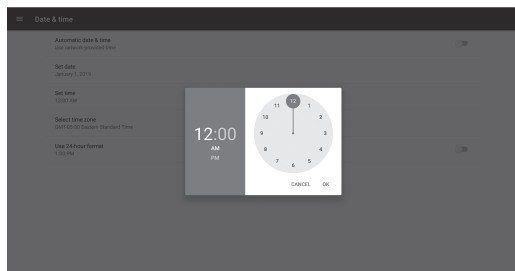 Date & time
Automatic date & time
Use network-provided time
Set date
January 1, 2015
Set time
12:00 AM
Select time zone
GMT-05:00 Eastern Standard Time
Use 24-hour format
1:00 PM
12:00
AM
PM
12
1
2
3
4
5
6
7
8
9
10
11
CANCEL OK